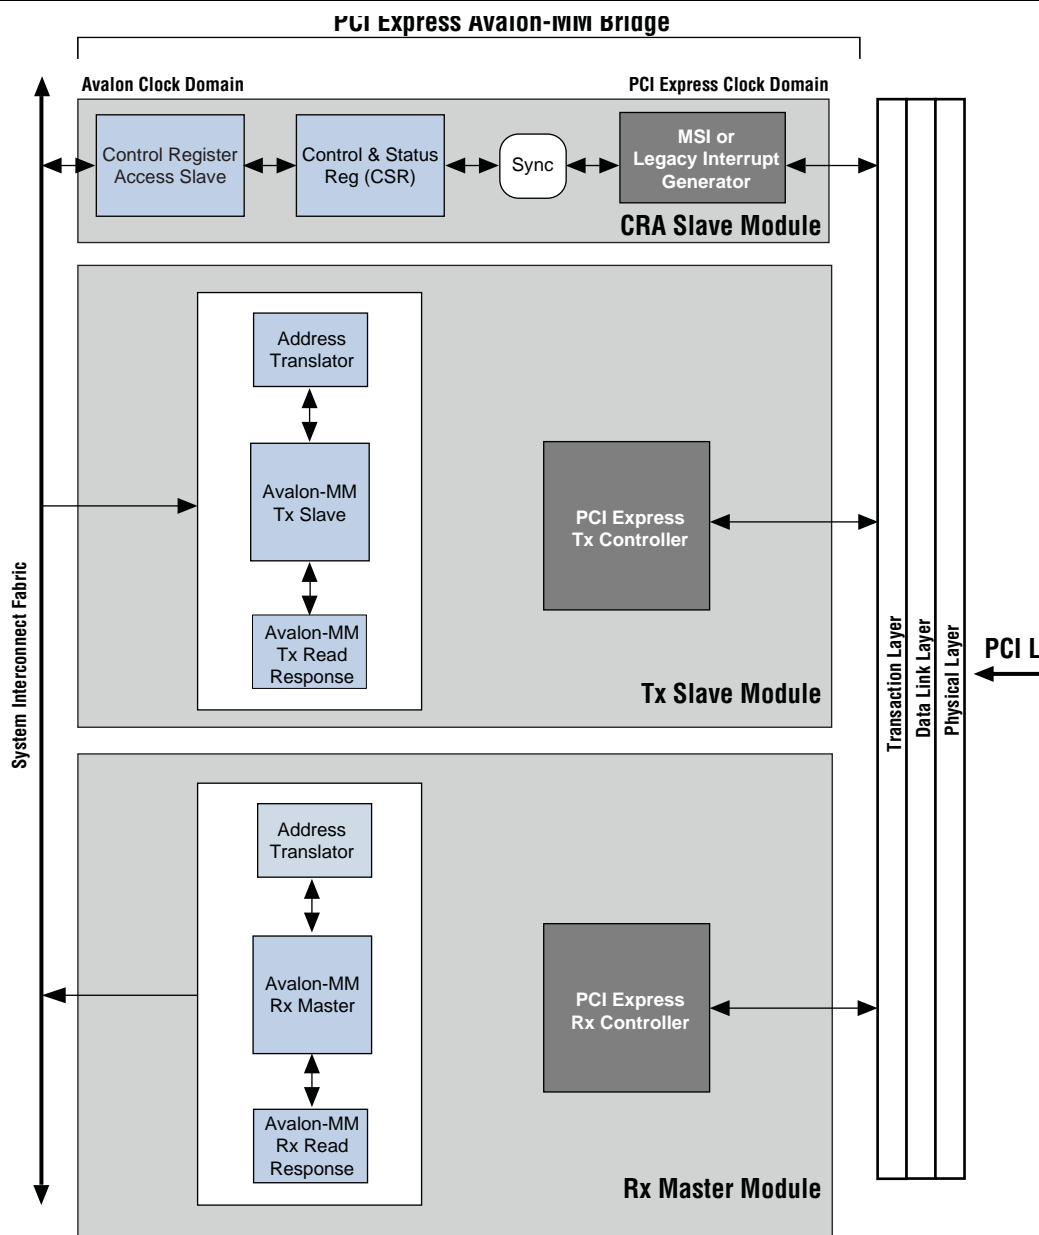 PCI Express Avalon-MM Bridge
Avalon Clock Domain
PCI Express Clock Domain
Control Register
Access Slave
Control & Status
Reg (CSR)
Sync
MSI or
Legacy Interrupt
Generator
CRA Slave Module
Address
Translator
Avalon-MM
Tx Slave
Avalon-MM
Tx Read
Response
PCI Express
Tx Controller
Tx Slave Module
System Interconnect Fabric
Transaction Layer
Data Link Layer
Physical Layer
PCI L
Address
Translator
Avalon-MM
Rx Master
Avalon-MM
Rx Read
Response
PCI Express
Rx Controller
Rx Master Module